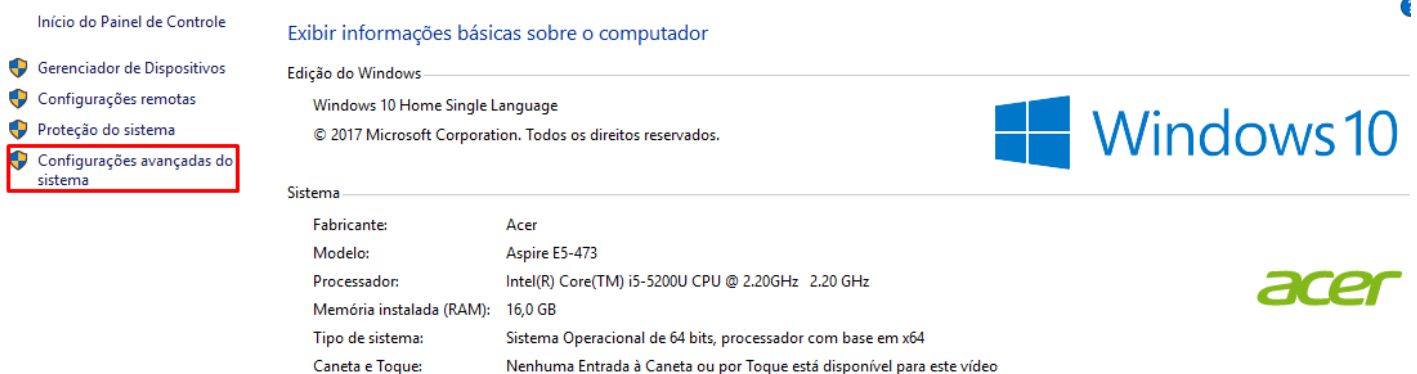 Início do Painel de Controle
Gerenciador de Dispositivos
Configurações remotas
Proteção do sistema
Configurações avançadas do
sistema
Exibir informações básicas sobre o computador
Edição do Windows
Windows 10 Home Single Language
© 2017 Microsoft Corporation. Todos os direitos reservados.
Windows 10
Sistema
Fabricante: Acer
Modelo: Aspire E5-473
Processador: Intel(R) Core(TM) i5-5200U CPU @ 2.20GHz 2.20 GHz
Memória instalada (RAM): 16,0 GB
Tipo de sistema: Sistema Operacional de 64 bits, processador com base em x64
Caneta e Toque: Nenhuma Entrada à Caneta ou por Toque está disponível para este vídeo
acer